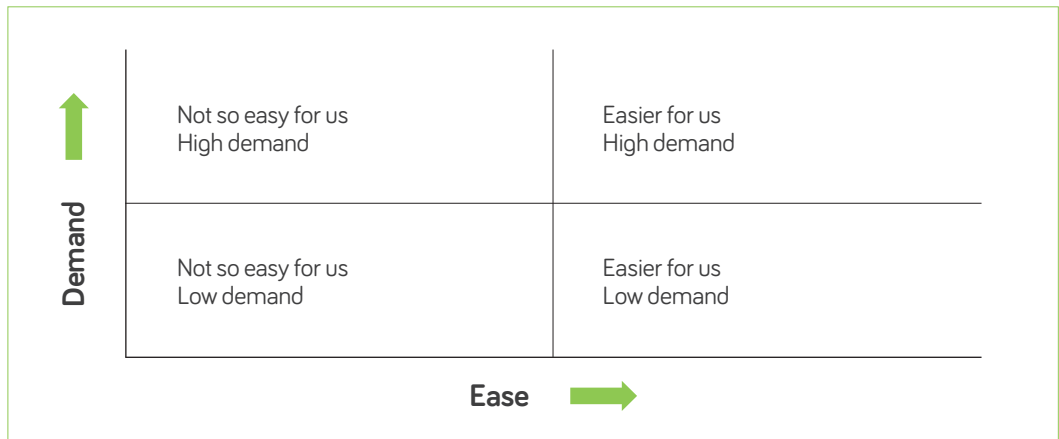 Not so easy for us
High demand
Easier for us
High demand
Demand
Not so easy for us
Low demand
Easier for us
Low demand
Ease